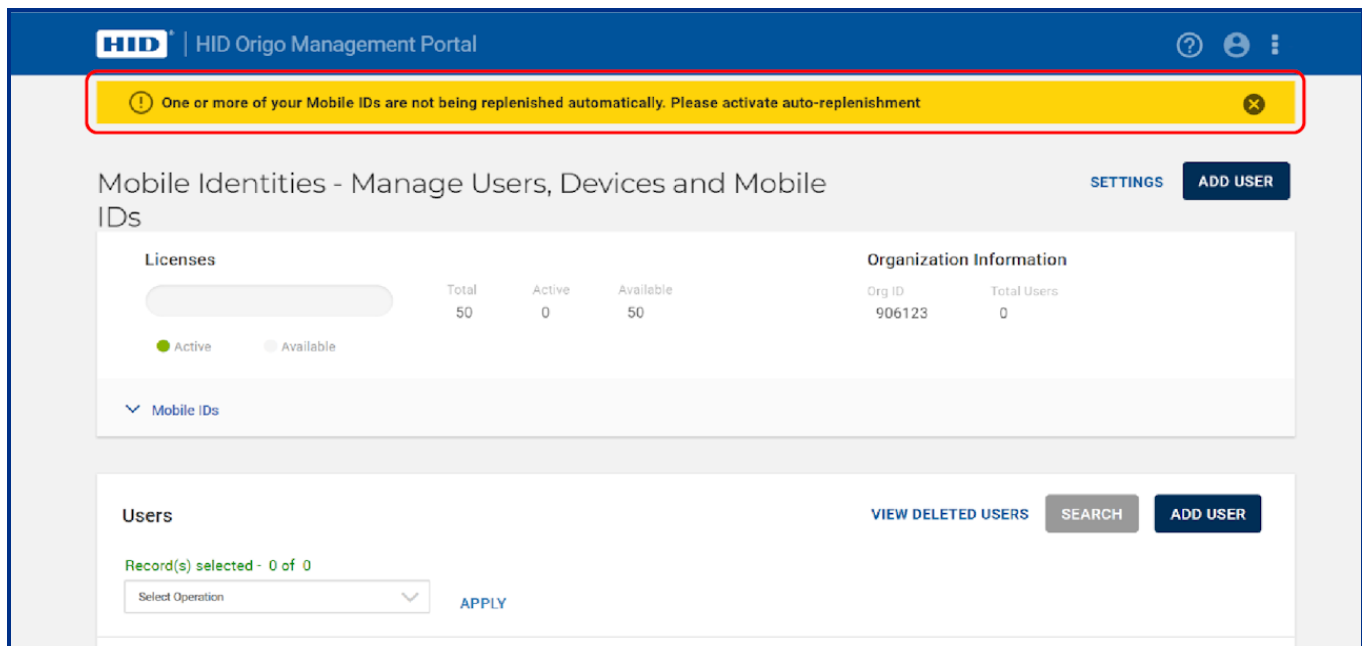 HID | HID Origo Management Portal
One or more of your Mobile IDs are not being replenished automatically. Please activate auto-replenishment
Mobile Identities - Manage Users, Devices and Mobile
IDs
SETTINGS
ADD USER
Licenses
Total
Active
Available
50
0
50
Active
Available
Organization Information
Org ID
Total Users
906123
0
Mobile IDs
Users
VIEW DELETED USERS
SEARCH
ADD USER
Record(s) selected - 0 of 0
Select Operation
APPLY